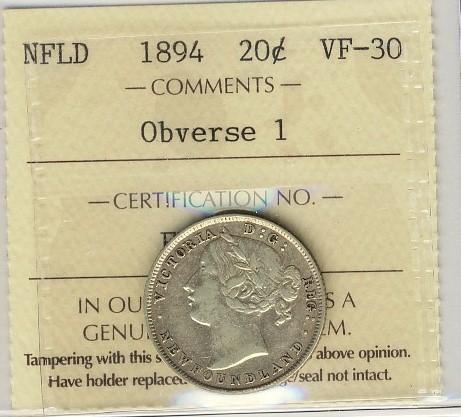 NFLD 1894 20¢ VF-30
— COMMENTS —
Obverse 1
— CERTIFICATION NO. —
VICTORIA D:G: REG:
NEWFOUNDLAND
IN OU S A
GENU M.
Tampering with this s above opinion.
Have holder replaced /seal not intact.